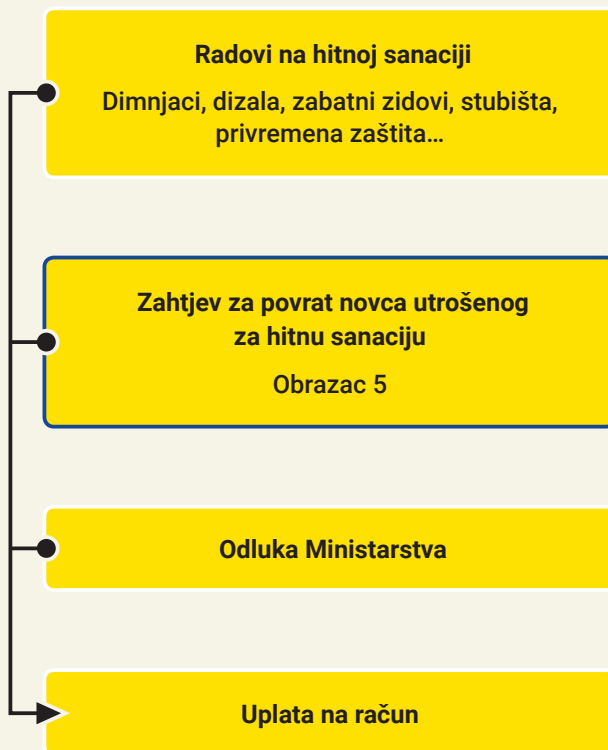 Radovi na hitnoj sanaciji
Dimnjaci, dizala, zabatni zidovi, stubišta,
privremena zaštita…
Zahtjev za povrat novca utrošenog
za hitnu sanaciju
Obrazac 5
Odluka Ministarstva
Uplata na račun